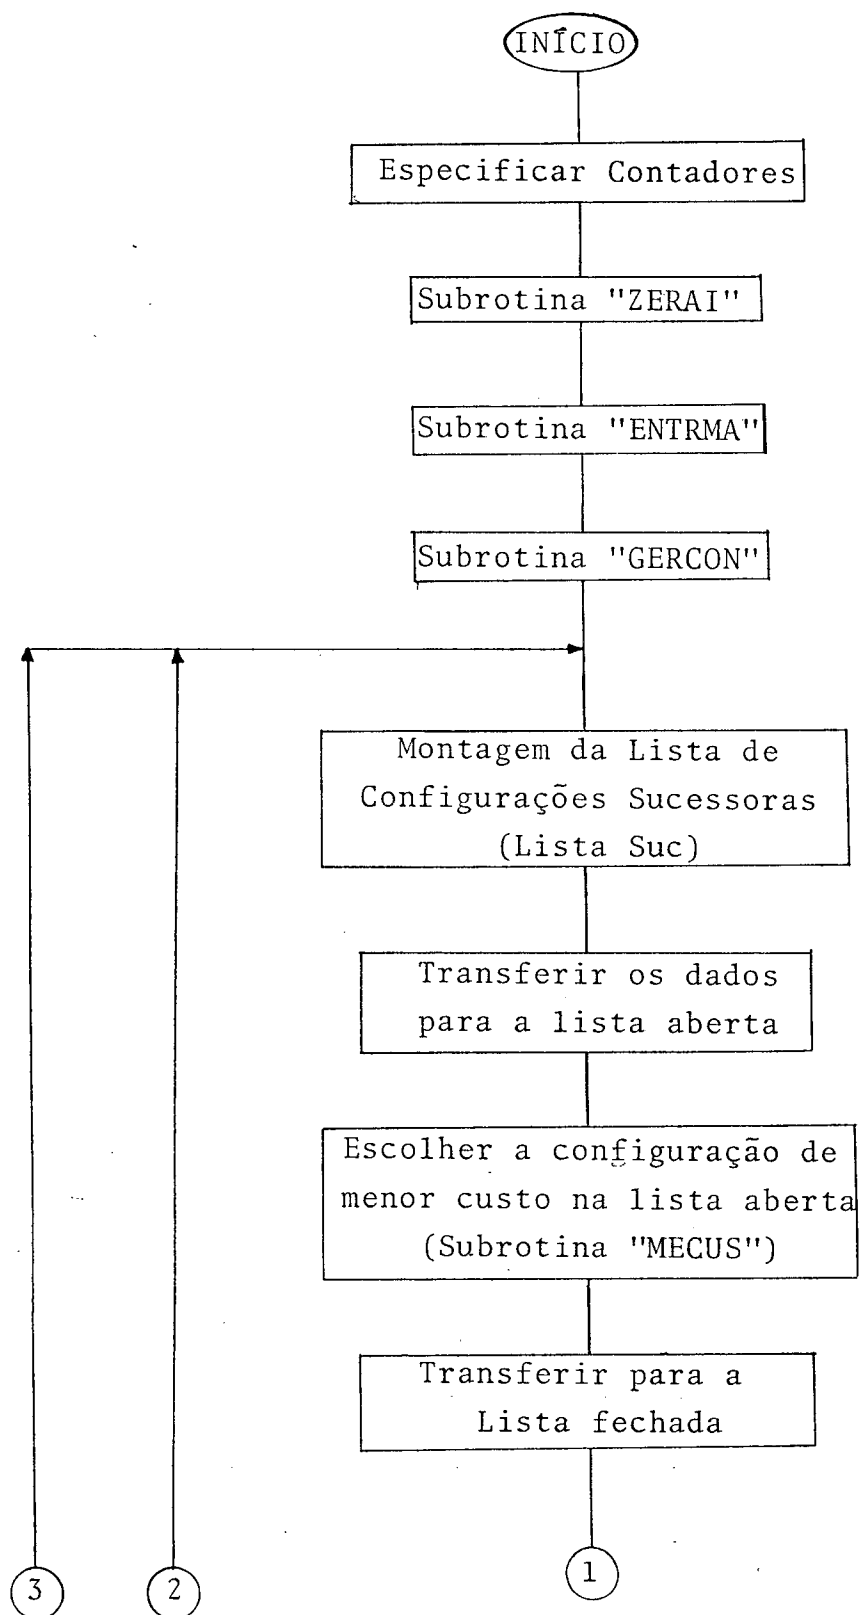 INÍCIO
Especificar Contadores
Subrotina "ZERAI"
Subrotina "ENTRMA"
Subrotina "GERCON"
Montagem da Lista de
Configurações Sucessoras
(Lista Suc)
Transferir os dados
para a lista aberta
Escolher a configuração de
menor custo na lista aberta
(Subrotina "MECUS")
Transferir para a
Lista fechada
3
2
1